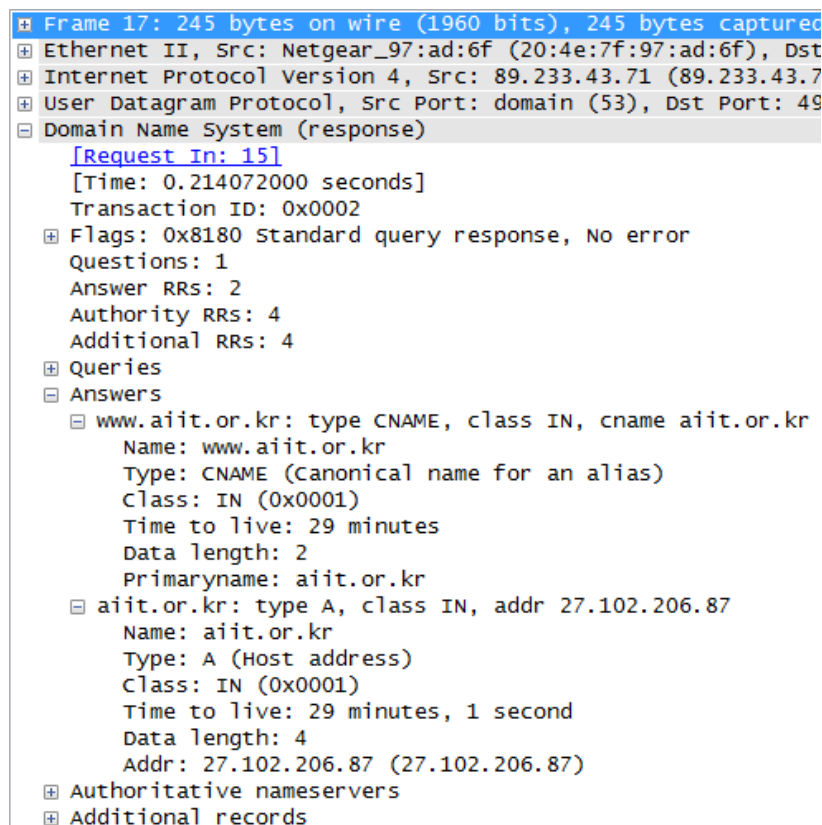 Frame 17: 245 bytes on wire (1960 bits), 245 bytes captured
Ethernet II, Src: Netgear_97:ad:6f (20:4e:7f:97:ad:6f), Dst
Internet Protocol Version 4, Src: 89.233.43.71 (89.233.43.7
User Datagram Protocol, Src Port: domain (53), Dst Port: 49
Domain Name System (response)
[Request In: 15]
[Time: 0.214072000 seconds]
Transaction ID: 0x0002
Flags: 0x8180 Standard query response, No error
Questions: 1
Answer RRs: 2
Authority RRs: 4
Additional RRs: 4
Queries
Answers
www.aiit.or.kr: type CNAME, class IN, cname aiit.or.kr
Name: www.aiit.or.kr
Type: CNAME (Canonical name for an alias)
Class: IN (0x0001)
Time to live: 29 minutes
Data length: 2
Primaryname: aiit.or.kr
aiit.or.kr: type A, class IN, addr 27.102.206.87
Name: aiit.or.kr
Type: A (Host address)
Class: IN (0x0001)
Time to live: 29 minutes, 1 second
Data length: 4
Addr: 27.102.206.87 (27.102.206.87)
Authoritative nameservers
Additional records